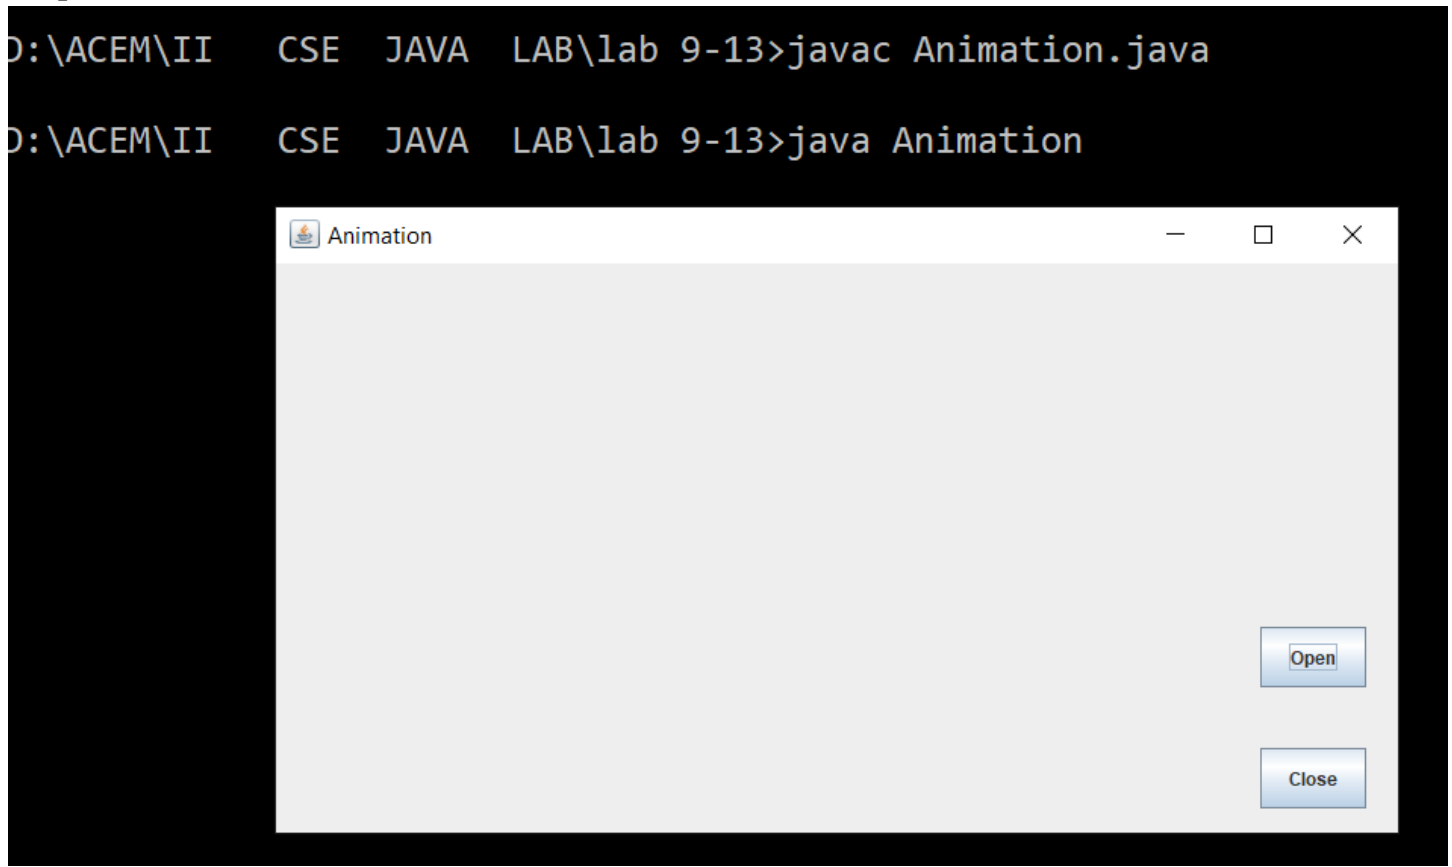 D:\ACEM\II   CSE  JAVA  LAB\lab 9-13>javac Animation.java
D:\ACEM\II   CSE  JAVA  LAB\lab 9-13>java Animation
Animation
Open
Close